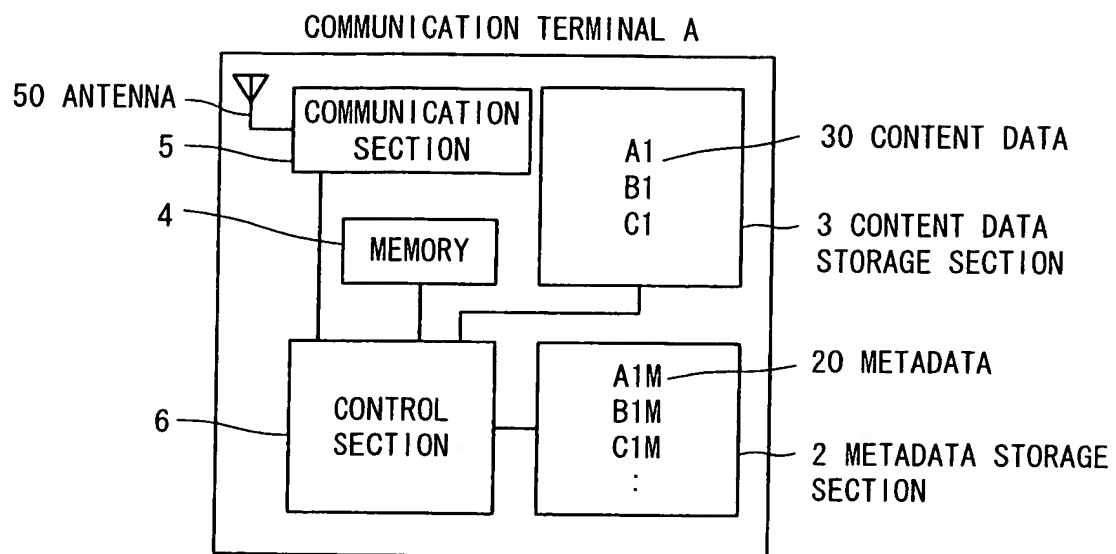 COMMUNICATION TERMINAL A
50 ANTENNA
COMMUNICATION
SECTION
5
A1
B1
C1
30 CONTENT DATA
3 CONTENT DATA
STORAGE SECTION
4
MEMORY
6
CONTROL
SECTION
A1M
B1M
C1M
:
20 METADATA
2 METADATA STORAGE
SECTION